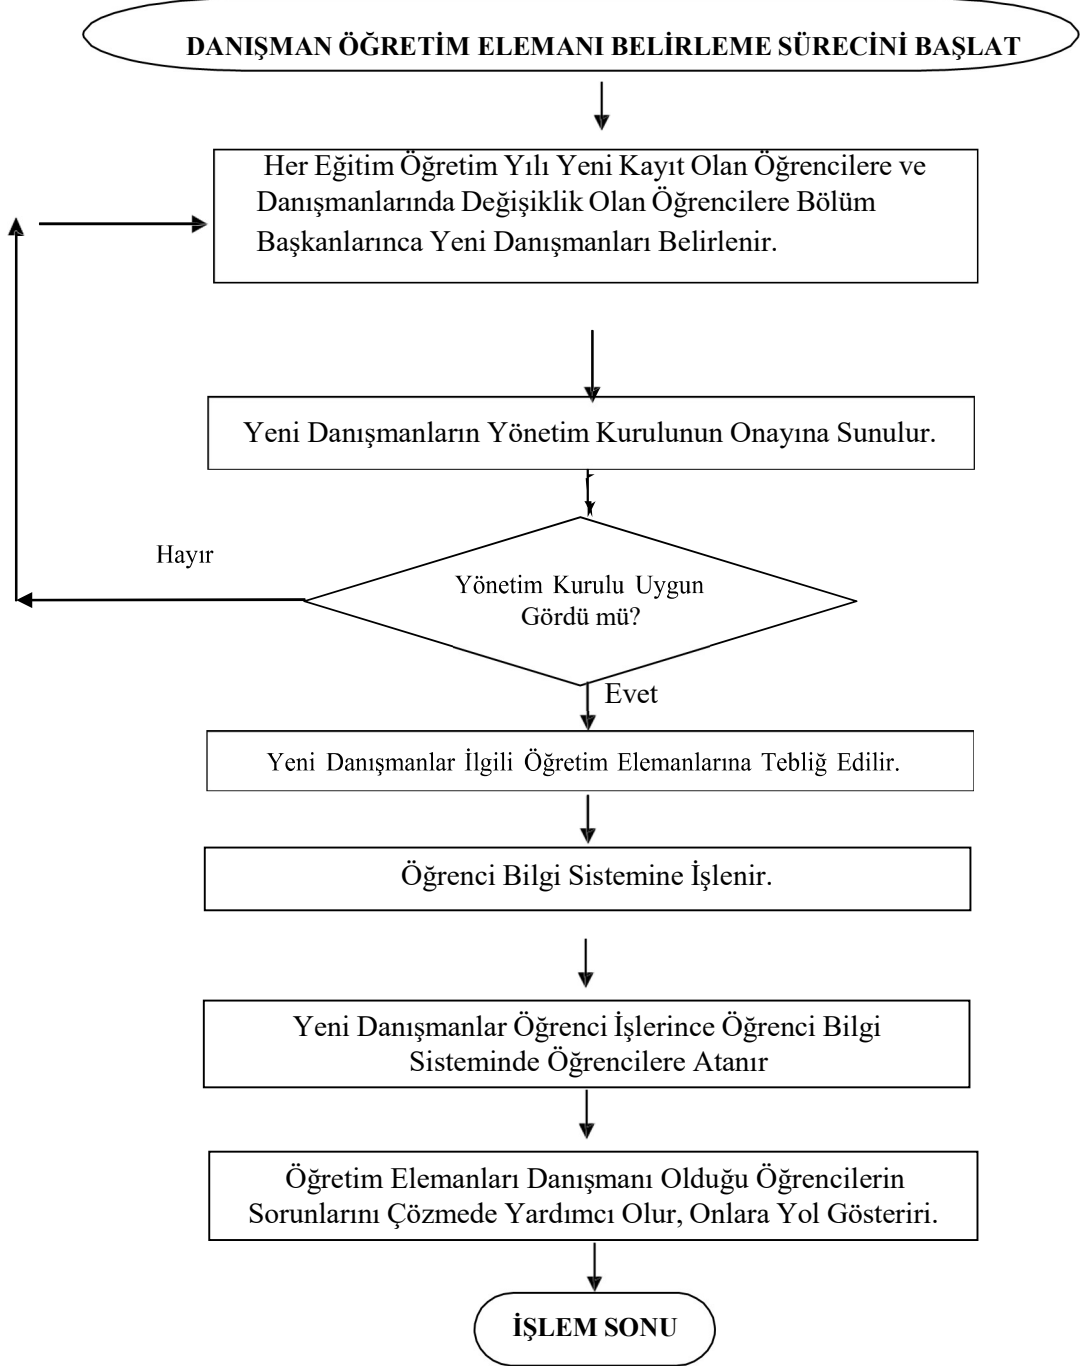 DANIŞMAN ÖĞRETİM ELEMANI BELİRLEME SÜRECİNİ BAŞLAT
Her Eğitim Öğretim Yılı Yeni Kayıt Olan Öğrencilere ve
Danışmanlarında Değişiklik Olan Öğrencilere Bölüm
Başkanlarınca Yeni Danışmanları Belirlenir.
Yeni Danışmanların Yönetim Kurulunun Onayına Sunulur.
Hayır
Yönetim Kurulu Uygun
Gördü mü?
Evet
Yeni Danışmanlar İlgili Öğretim Elemanlarına Tebliğ Edilir.
Öğrenci Bilgi Sistemine İşlenir.
Yeni Danışmanlar Öğrenci İşlerince Öğrenci Bilgi
Sisteminde Öğrencilere Atanır
Öğretim Elemanları Danışmanı Olduğu Öğrencilerin
Sorunlarını Çözmede Yardımcı Olur, Onlara Yol Gösteriri.
İŞLEM SONU